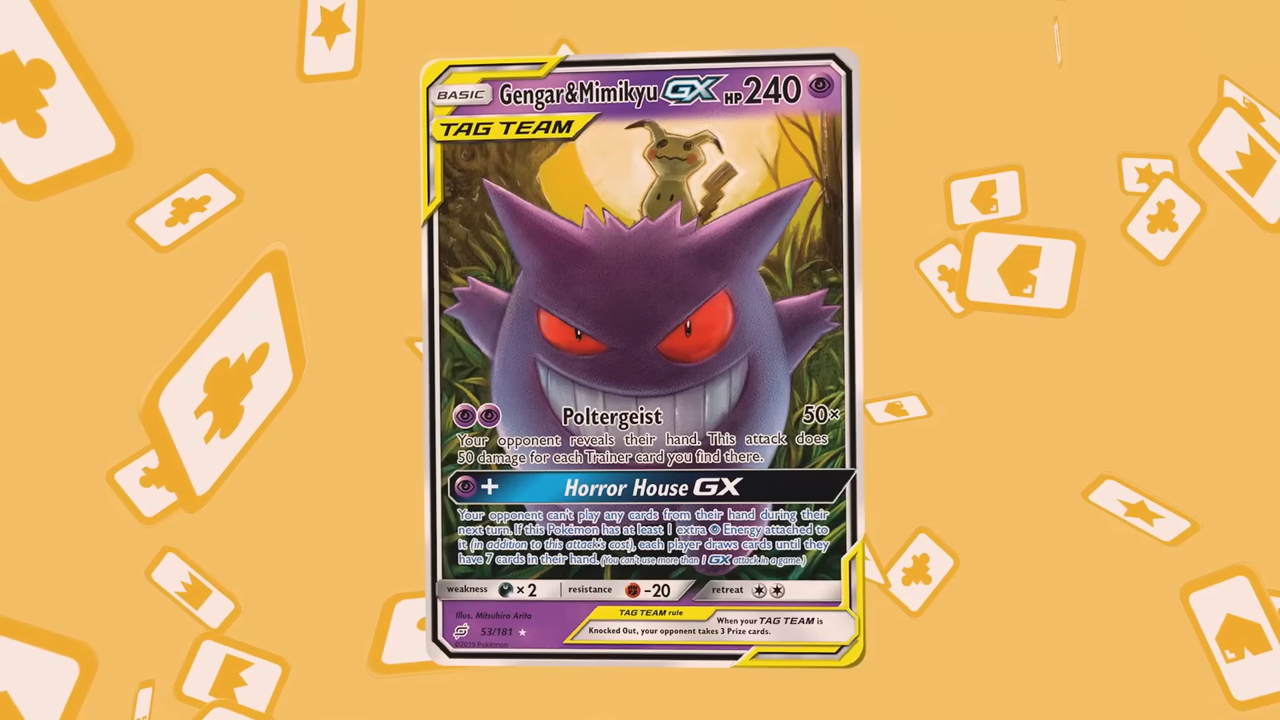 BASIC Gengar&Mimikyu GX HP 240
TAG TEAM
Poltergeist 50×
Your opponent reveals their hand. This attack does
50 damage for each Trainer card you find there.
+ Horror House GX
Your opponent can't play any cards from their hand during their
next turn. If this Pokémon has at least 1 extra Energy attached to
it (in addition to this attack's cost), each player draws cards until they
have 7 cards in their hand. (You can't use more than 1 GX attack in a game.)
weakness ×2 resistance -20 retreat
Illus. Mitsuhiro Arita
53/181
©2019 Pokémon
TAG TEAM rule
When your TAG TEAM is
Knocked Out, your opponent takes 3 Prize cards.